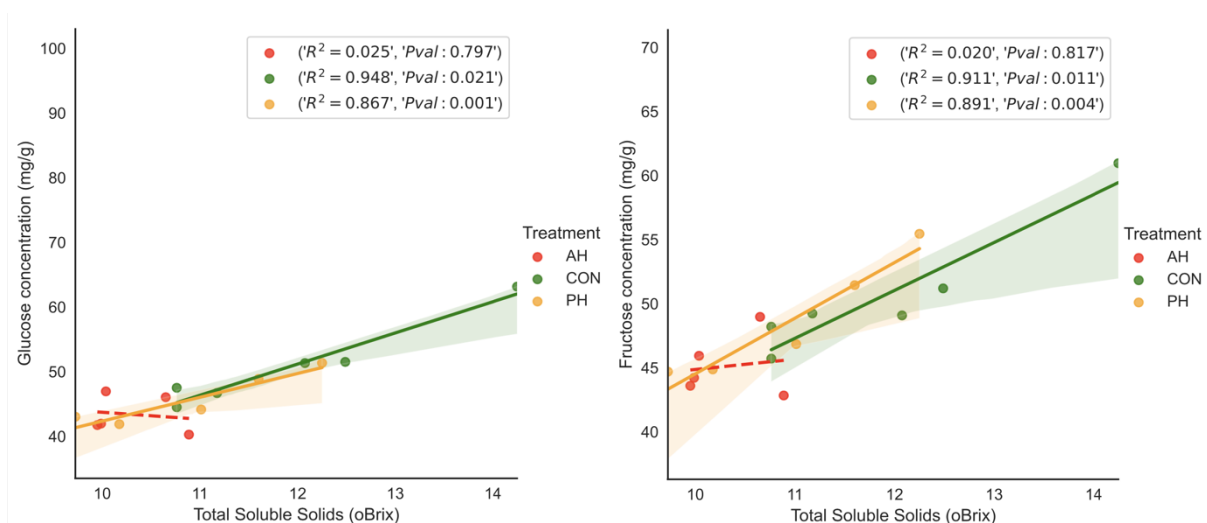 ('R² = 0.025', 'Pval : 0.797')
('R² = 0.948', 'Pval : 0.021')
('R² = 0.867', 'Pval : 0.001')
100
90
80
70
60
50
40
Glucose concentration (mg/g)
10 11 12 13 14
Total Soluble Solids (oBrix)
Treatment
AH
CON
PH
('R² = 0.020', 'Pval : 0.817')
('R² = 0.911', 'Pval : 0.011')
('R² = 0.891', 'Pval : 0.004')
70
65
60
55
50
45
40
Fructose concentration (mg/g)
10 11 12 13 14
Total Soluble Solids (oBrix)
Treatment
AH
CON
PH